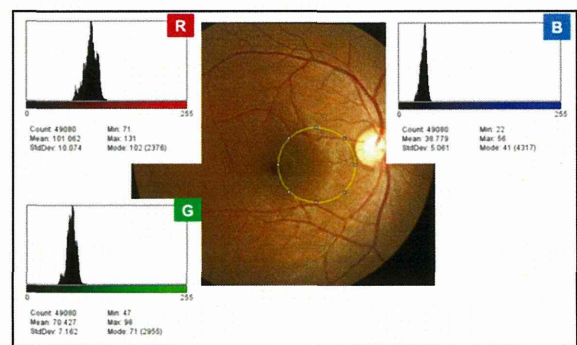 R
0 255
Count: 49080 Min: 71
Mean: 101.062 Max: 131
StdDev: 10.074 Mode: 102 (2376)
B
0 255
Count: 49080 Min: 22
Mean: 38.779 Max: 56
StdDev: 5.061 Mode: 41 (4317)
G
0 255
Count: 49080 Min: 47
Mean: 70.427 Max: 98
StdDev: 7.162 Mode: 71 (2955)